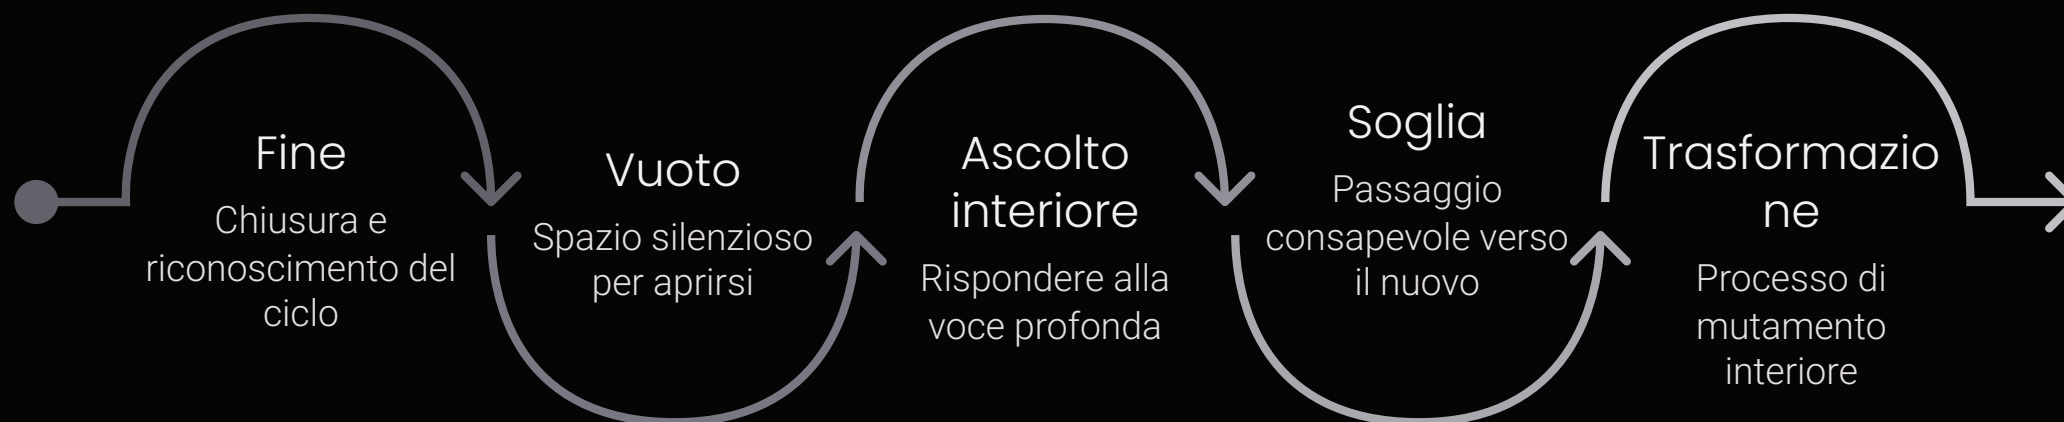 Fine
Chiusura e
riconoscimento del
ciclo
Vuoto
Spazio silenzioso
per aprirsi
Ascolto
interiore
Rispondere alla
voce profonda
Soglia
Passaggio
consapevole verso
il nuovo
Trasformazio
ne
Processo di
mutamento
interiore